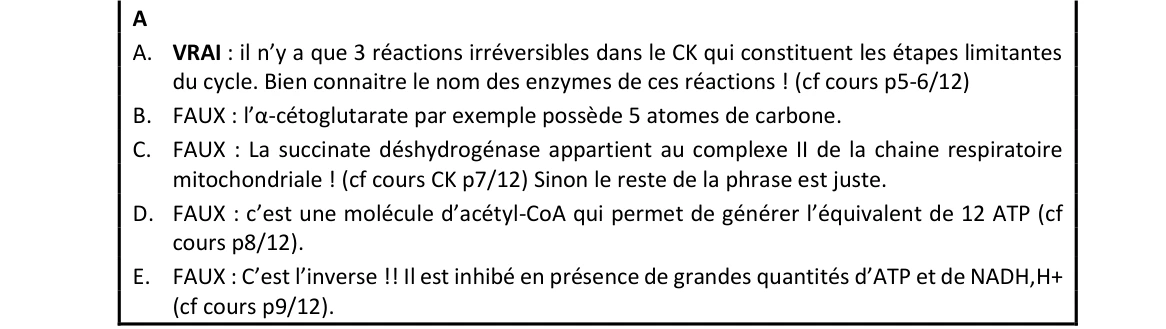 A
A. VRAI : il n’y a que 3 réactions irréversibles dans le CK qui constituent les étapes limitantes
du cycle. Bien connaitre le nom des enzymes de ces réactions ! (cf cours p5-6/12)
B. FAUX : l’α-cétoglutarate par exemple possède 5 atomes de carbone.
C. FAUX : La succinate déshydrogénase appartient au complexe II de la chaine respiratoire
mitochondriale ! (cf cours CK p7/12) Sinon le reste de la phrase est juste.
D. FAUX : c’est une molécule d’acétyl-CoA qui permet de générer l’équivalent de 12 ATP (cf
cours p8/12).
E. FAUX : C’est l’inverse !! Il est inhibé en présence de grandes quantités d’ATP et de NADH,H+
(cf cours p9/12).